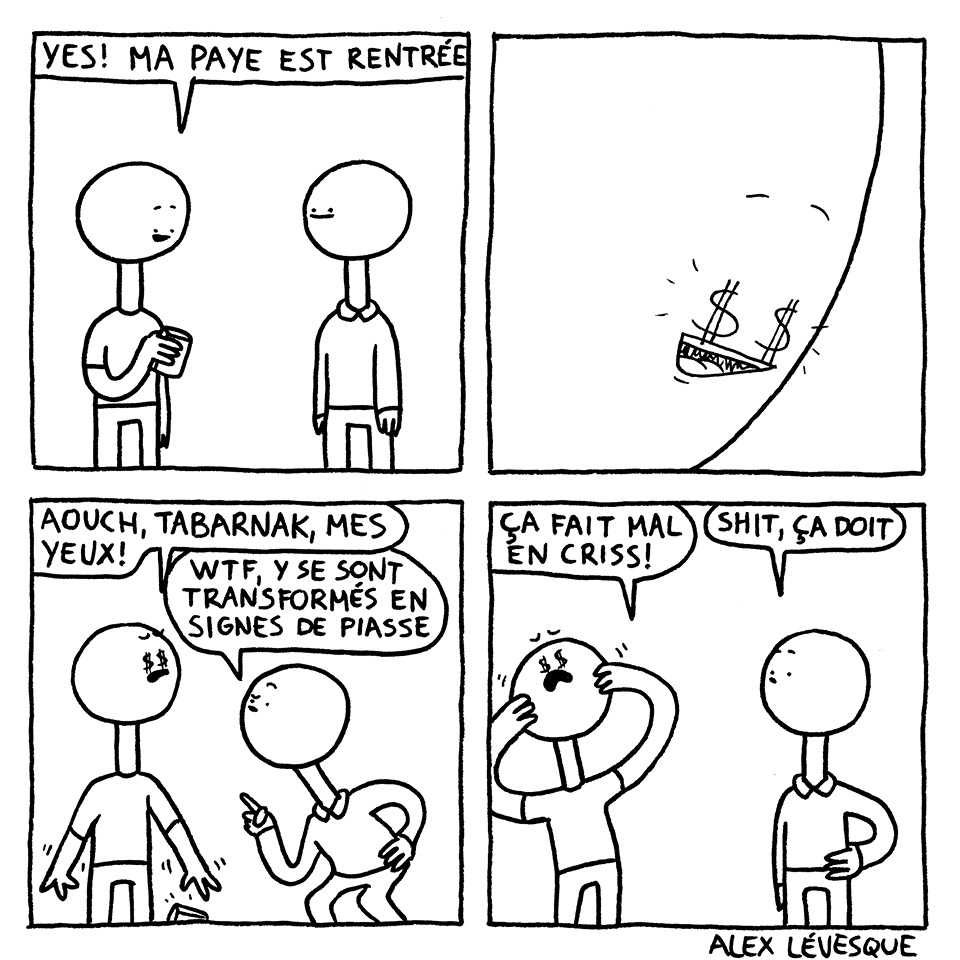 YES! MA PAYE EST RENTRÉE
$ $
AOUCH, TABARNAK, MES
YEUX!
WTF, Y SE SONT
TRANSFORMÉS EN
SIGNES DE PIASSE
$$
ÇA FAIT MAL
EN CRISS!
SHIT, ÇA DOIT
$$
ALEX LÉVESQUE